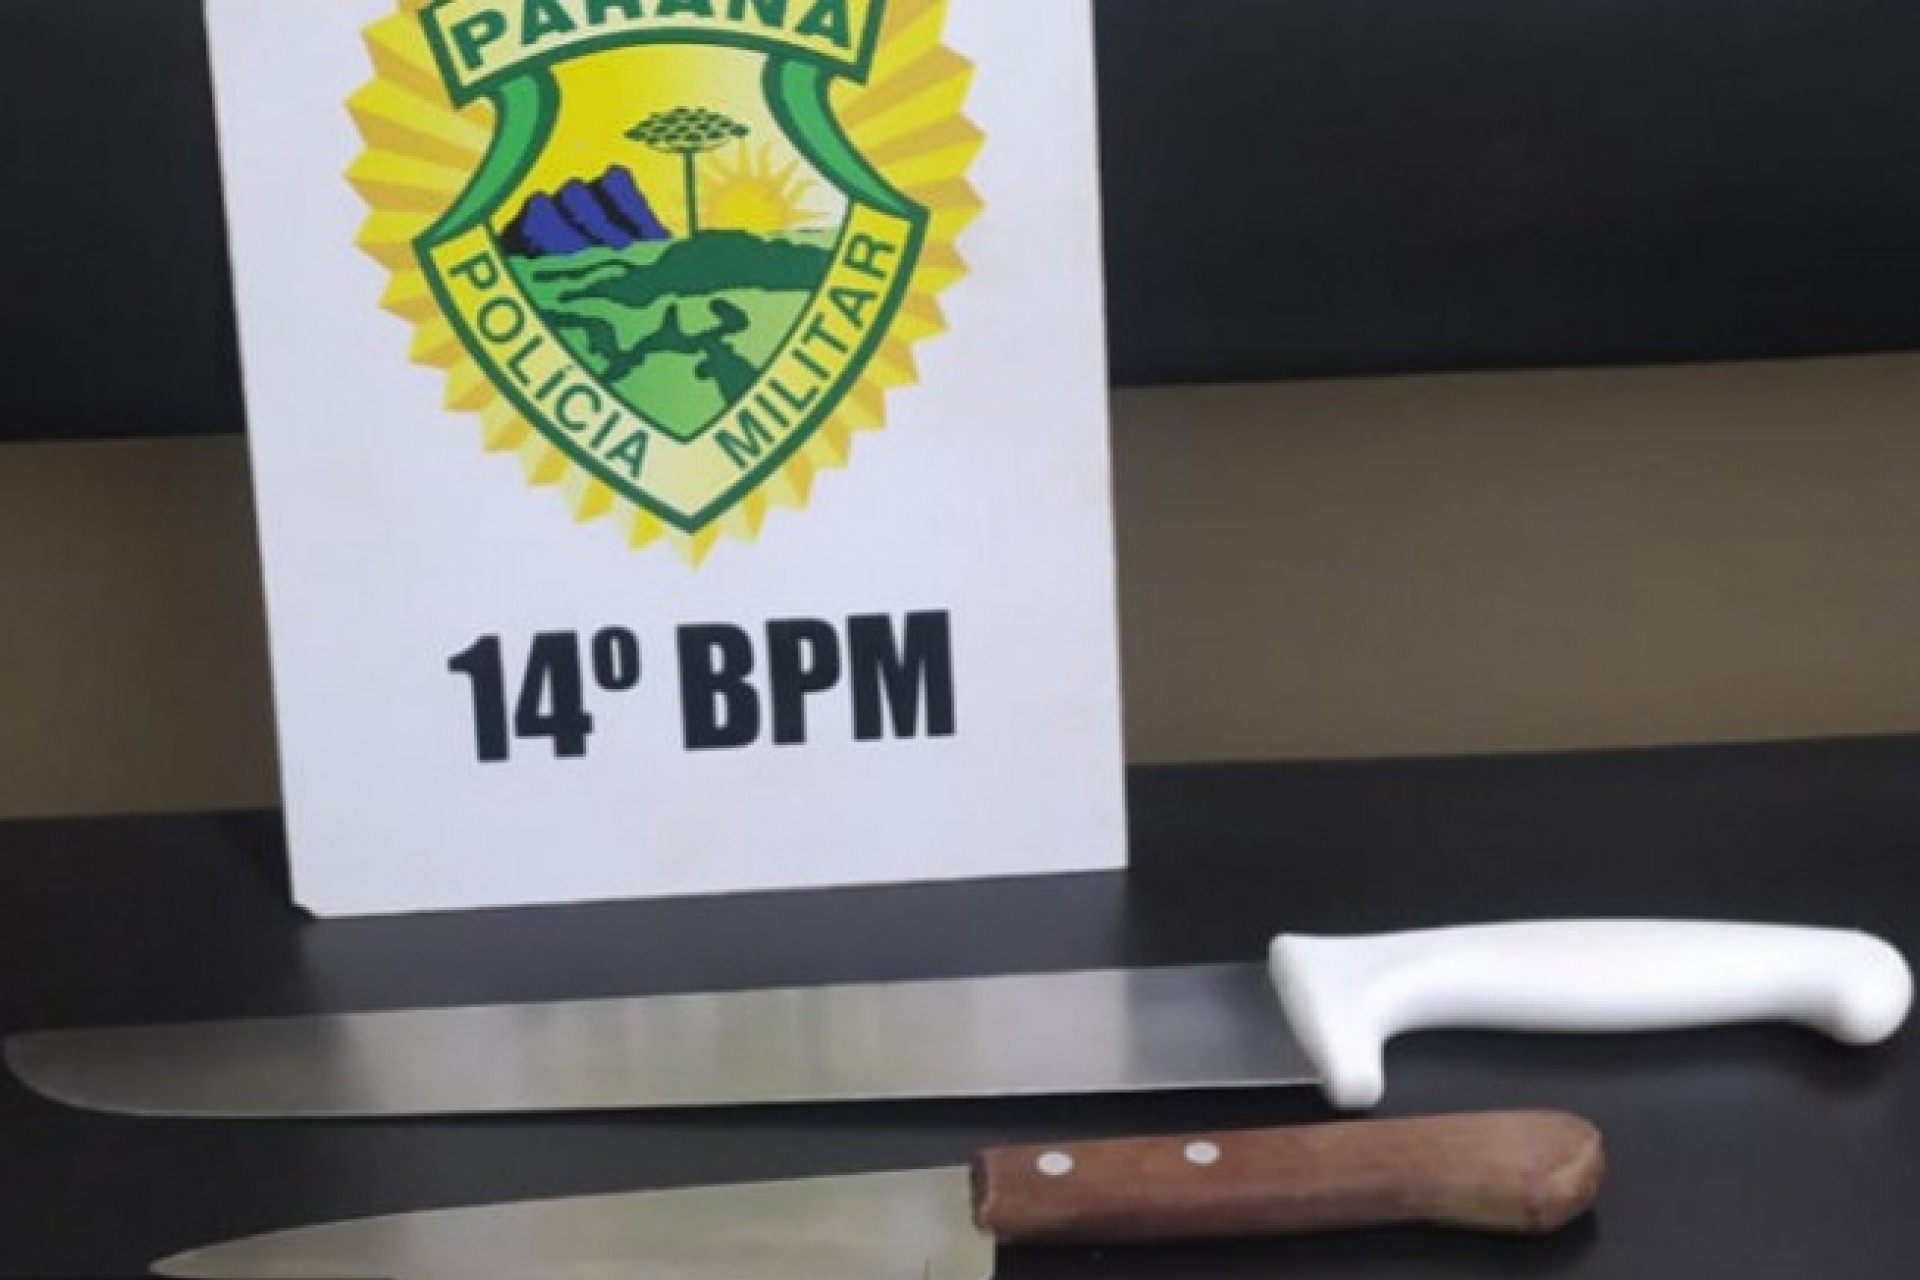 PARANÁ
POLÍCIA MILITAR
14º BPM